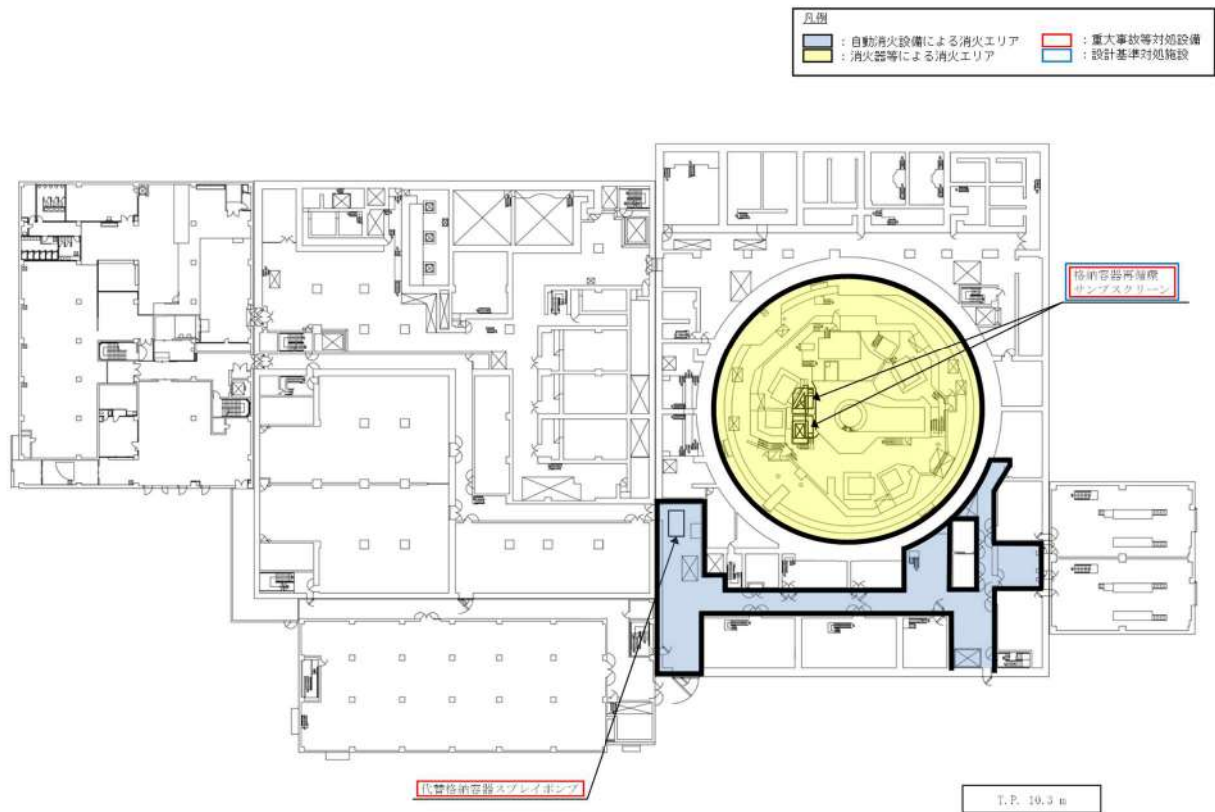 凡例
：自動消火設備による消火エリア
：重大事故等対処設備
：消火器等による消火エリア
：設計基準対処施設
格納容器再循環
サンプスクリーン
代替格納容器スプレイポンプ
T.P. 10.3 m